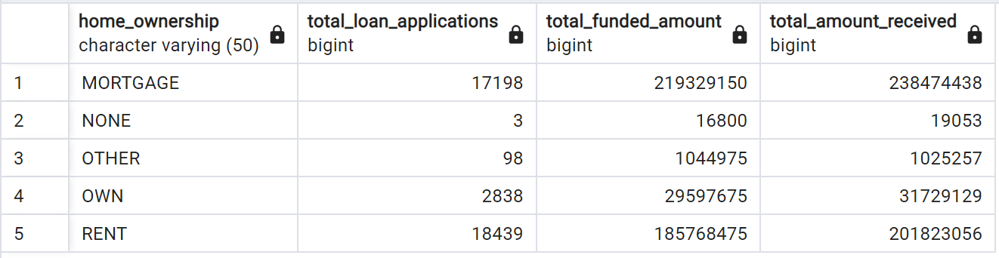 home_ownership total_loan_applications total_funded_amount total_amount_received
character varying (50) bigint bigint bigint
1 MORTGAGE 17198 219329150 238474438
2 NONE 3 16800 19053
3 OTHER 98 1044975 1025257
4 OWN 2838 29597675 31729129
5 RENT 18439 185768475 201823056